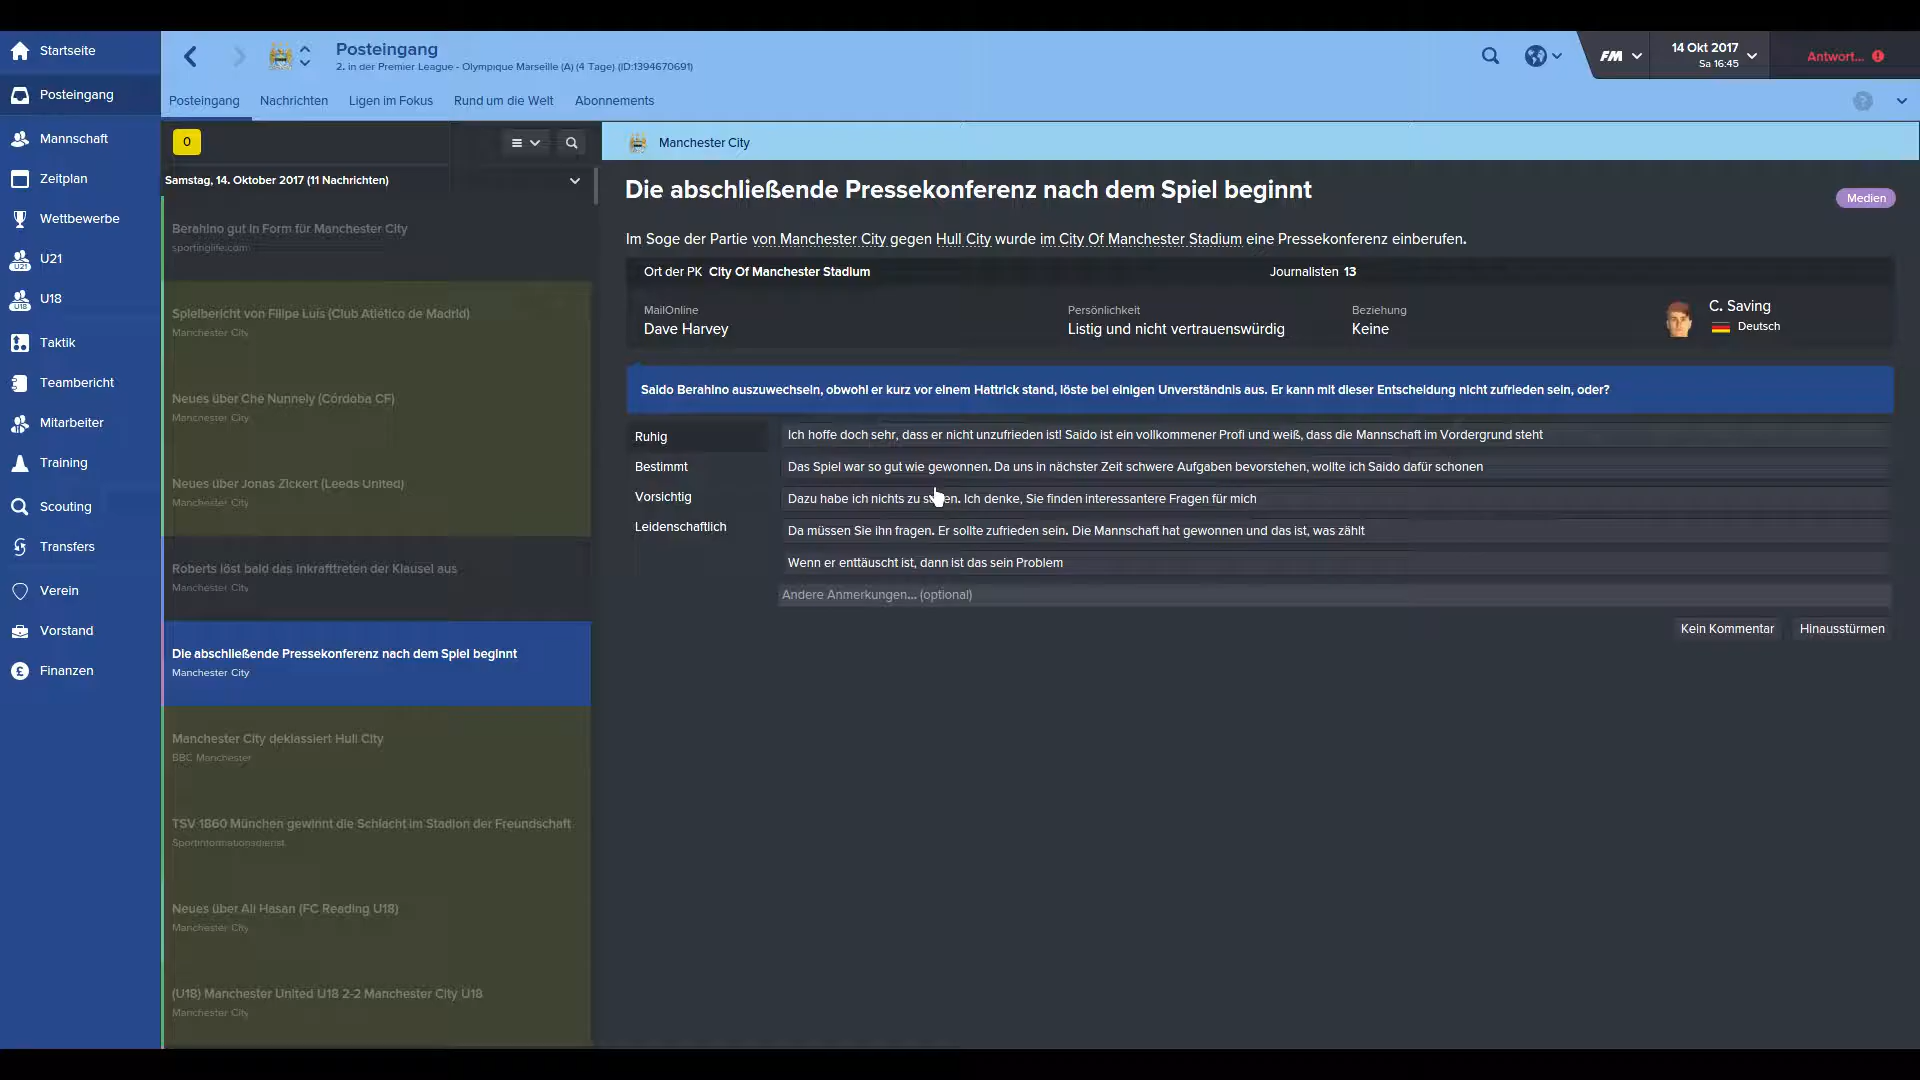 Startseite
Posteingang
Mannschaft
Zeitplan
Wettbewerbe
U21
U18
Taktik
Teambericht
Mitarbeiter
Training
Scouting
Transfers
Verein
Vorstand
Finanzen
Posteingang
2. in der Premier League - Olympique Marseille (A) (4 Tage) (ID:1394670691)
FM
14 Okt 2017
Sa 16:45
Antwort...
Posteingang Nachrichten Ligen im Fokus Rund um die Welt Abonnements
0
Samstag, 14. Oktober 2017 (11 Nachrichten)
Berahino gut in Form für Manchester City
sportinglife.com
Spielbericht von Filipe Luis (Club Atlético de Madrid)
Manchester City
Neues über Ché Nunnely (Córdoba CF)
Manchester City
Neues über Jonas Zickert (Leeds United)
Manchester City
Roberts löst bald das Inkrafttreten der Klausel aus
Manchester City
Die abschließende Pressekonferenz nach dem Spiel beginnt
Manchester City
Manchester City deklassiert Hull City
BBC Manchester
TSV 1860 München gewinnt die Schlacht im Stadion der Freundschaft
Sportinformationsdienst
Neues über Ali Hasan (FC Reading U18)
Manchester City
(U18) Manchester United U18 2-2 Manchester City U18
Manchester City
Manchester City
Die abschließende Pressekonferenz nach dem Spiel beginnt
Medien
Im Soge der Partie von Manchester City gegen Hull City wurde im City Of Manchester Stadium eine Pressekonferenz einberufen.
Ort der PK City Of Manchester Stadium Journalisten 13
MailOnline Persönlichkeit Beziehung
Dave Harvey Listig und nicht vertrauenswürdig Keine
C. Saving
Deutsch
Saido Berahino auszuwechseln, obwohl er kurz vor einem Hattrick stand, löste bei einigen Unverständnis aus. Er kann mit dieser Entscheidung nicht zufrieden sein, oder?
Ruhig
Bestimmt
Vorsichtig
Leidenschaftlich
Ich hoffe doch sehr, dass er nicht unzufrieden ist! Saido ist ein vollkommener Profi und weiß, dass die Mannschaft im Vordergrund steht
Das Spiel war so gut wie gewonnen. Da uns in nächster Zeit schwere Aufgaben bevorstehen, wollte ich Saido dafür schonen
Dazu habe ich nichts zu sagen. Ich denke, Sie finden interessantere Fragen für mich
Da müssen Sie ihn fragen. Er sollte zufrieden sein. Die Mannschaft hat gewonnen und das ist, was zählt
Wenn er enttäuscht ist, dann ist das sein Problem
Andere Anmerkungen... (optional)
Kein Kommentar Hinausstürmen